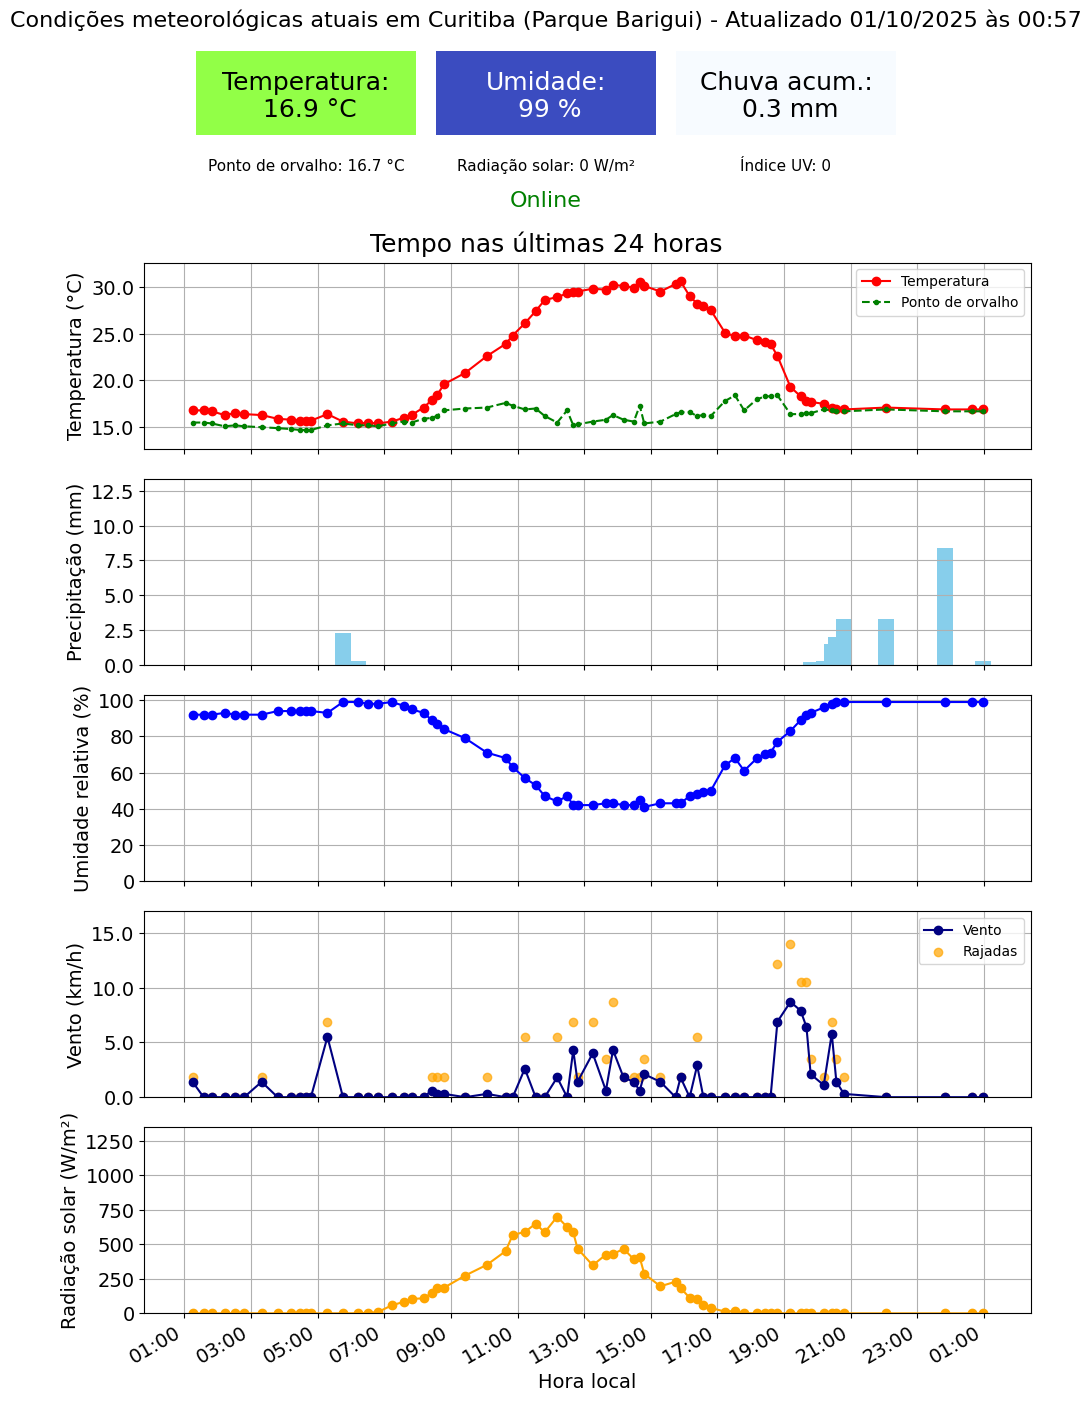 Condições meteorológicas atuais em Curitiba (Parque Barigui) - Atualizado 01/10/2025 às 00:57
Temperatura:
16.9 °C
Umidade:
99 %
Chuva acum.:
0.3 mm
Ponto de orvalho: 16.7 °C
Radiação solar: 0 W/m²
Índice UV: 0
Online
Tempo nas últimas 24 horas
Temperatura (°C)
30.0
25.0
20.0
15.0
Temperatura
Ponto de orvalho
Precipitação (mm)
12.5
10.0
7.5
5.0
2.5
0.0
Umidade relativa (%)
100
80
60
40
20
0
Vento (km/h)
15.0
10.0
5.0
0.0
Vento
Rajadas
Radiação solar (W/m²)
1250
1000
750
500
250
0
01:00
03:00
05:00
07:00
09:00
11:00
13:00
15:00
17:00
19:00
21:00
23:00
01:00
Hora local